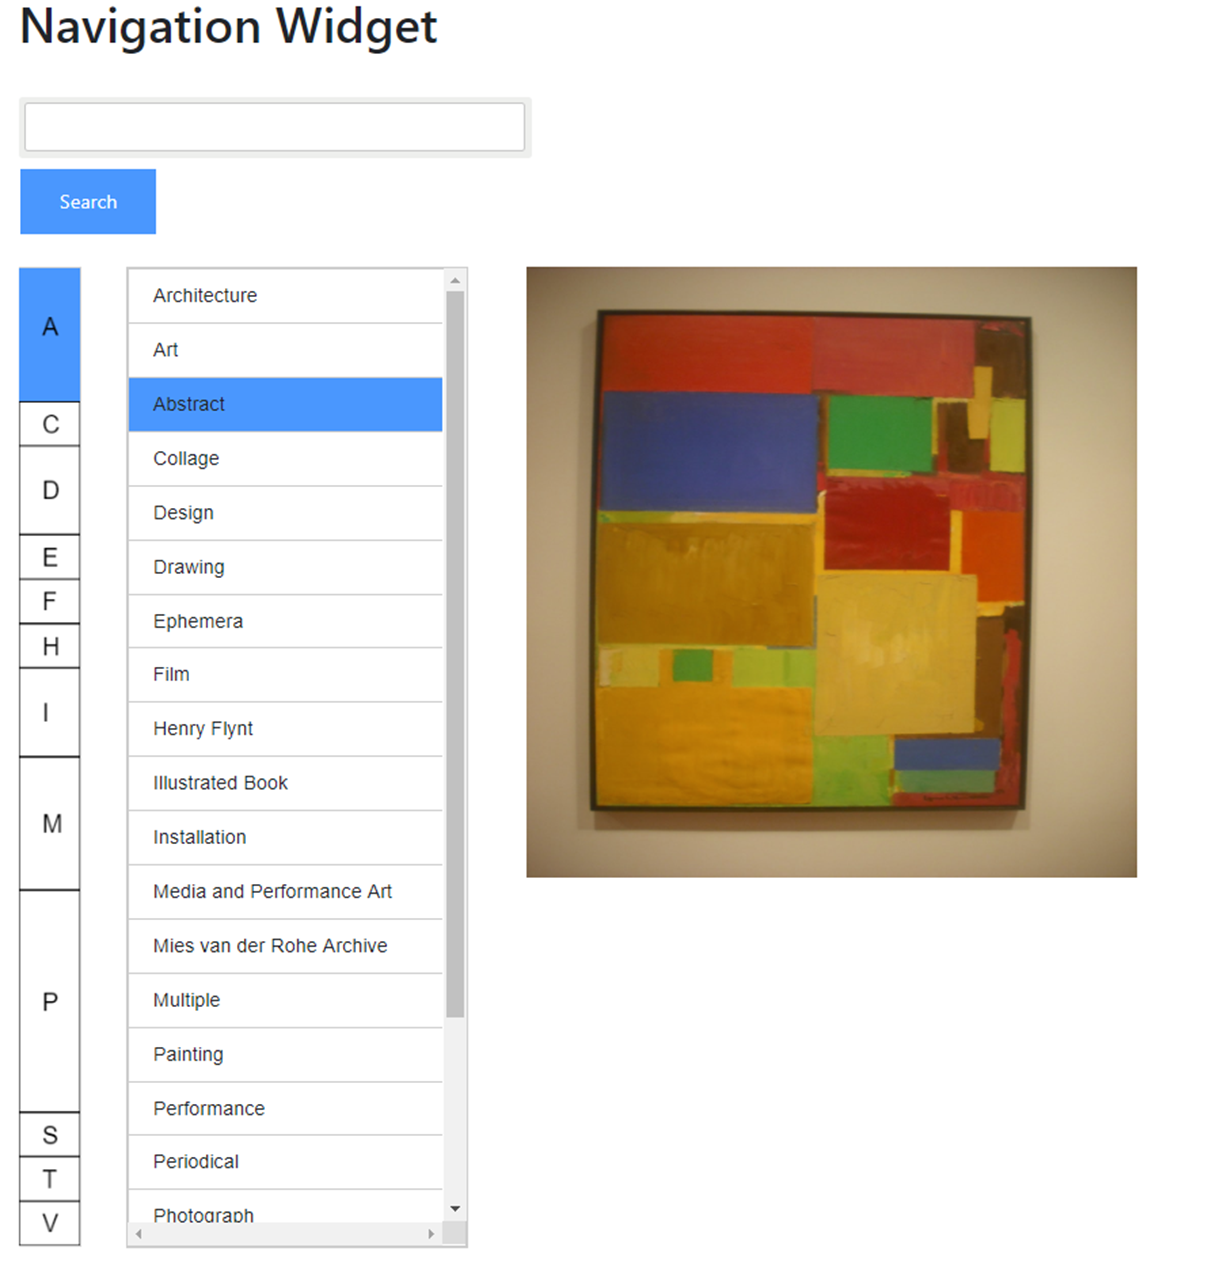 Navigation Widget
Search
A
C
D
E
F
H
I
M
P
S
T
V
Architecture
Art
Abstract
Collage
Design
Drawing
Ephemera
Film
Henry Flynt
Illustrated Book
Installation
Media and Performance Art
Mies van der Rohe Archive
Multiple
Painting
Performance
Periodical
Photograph